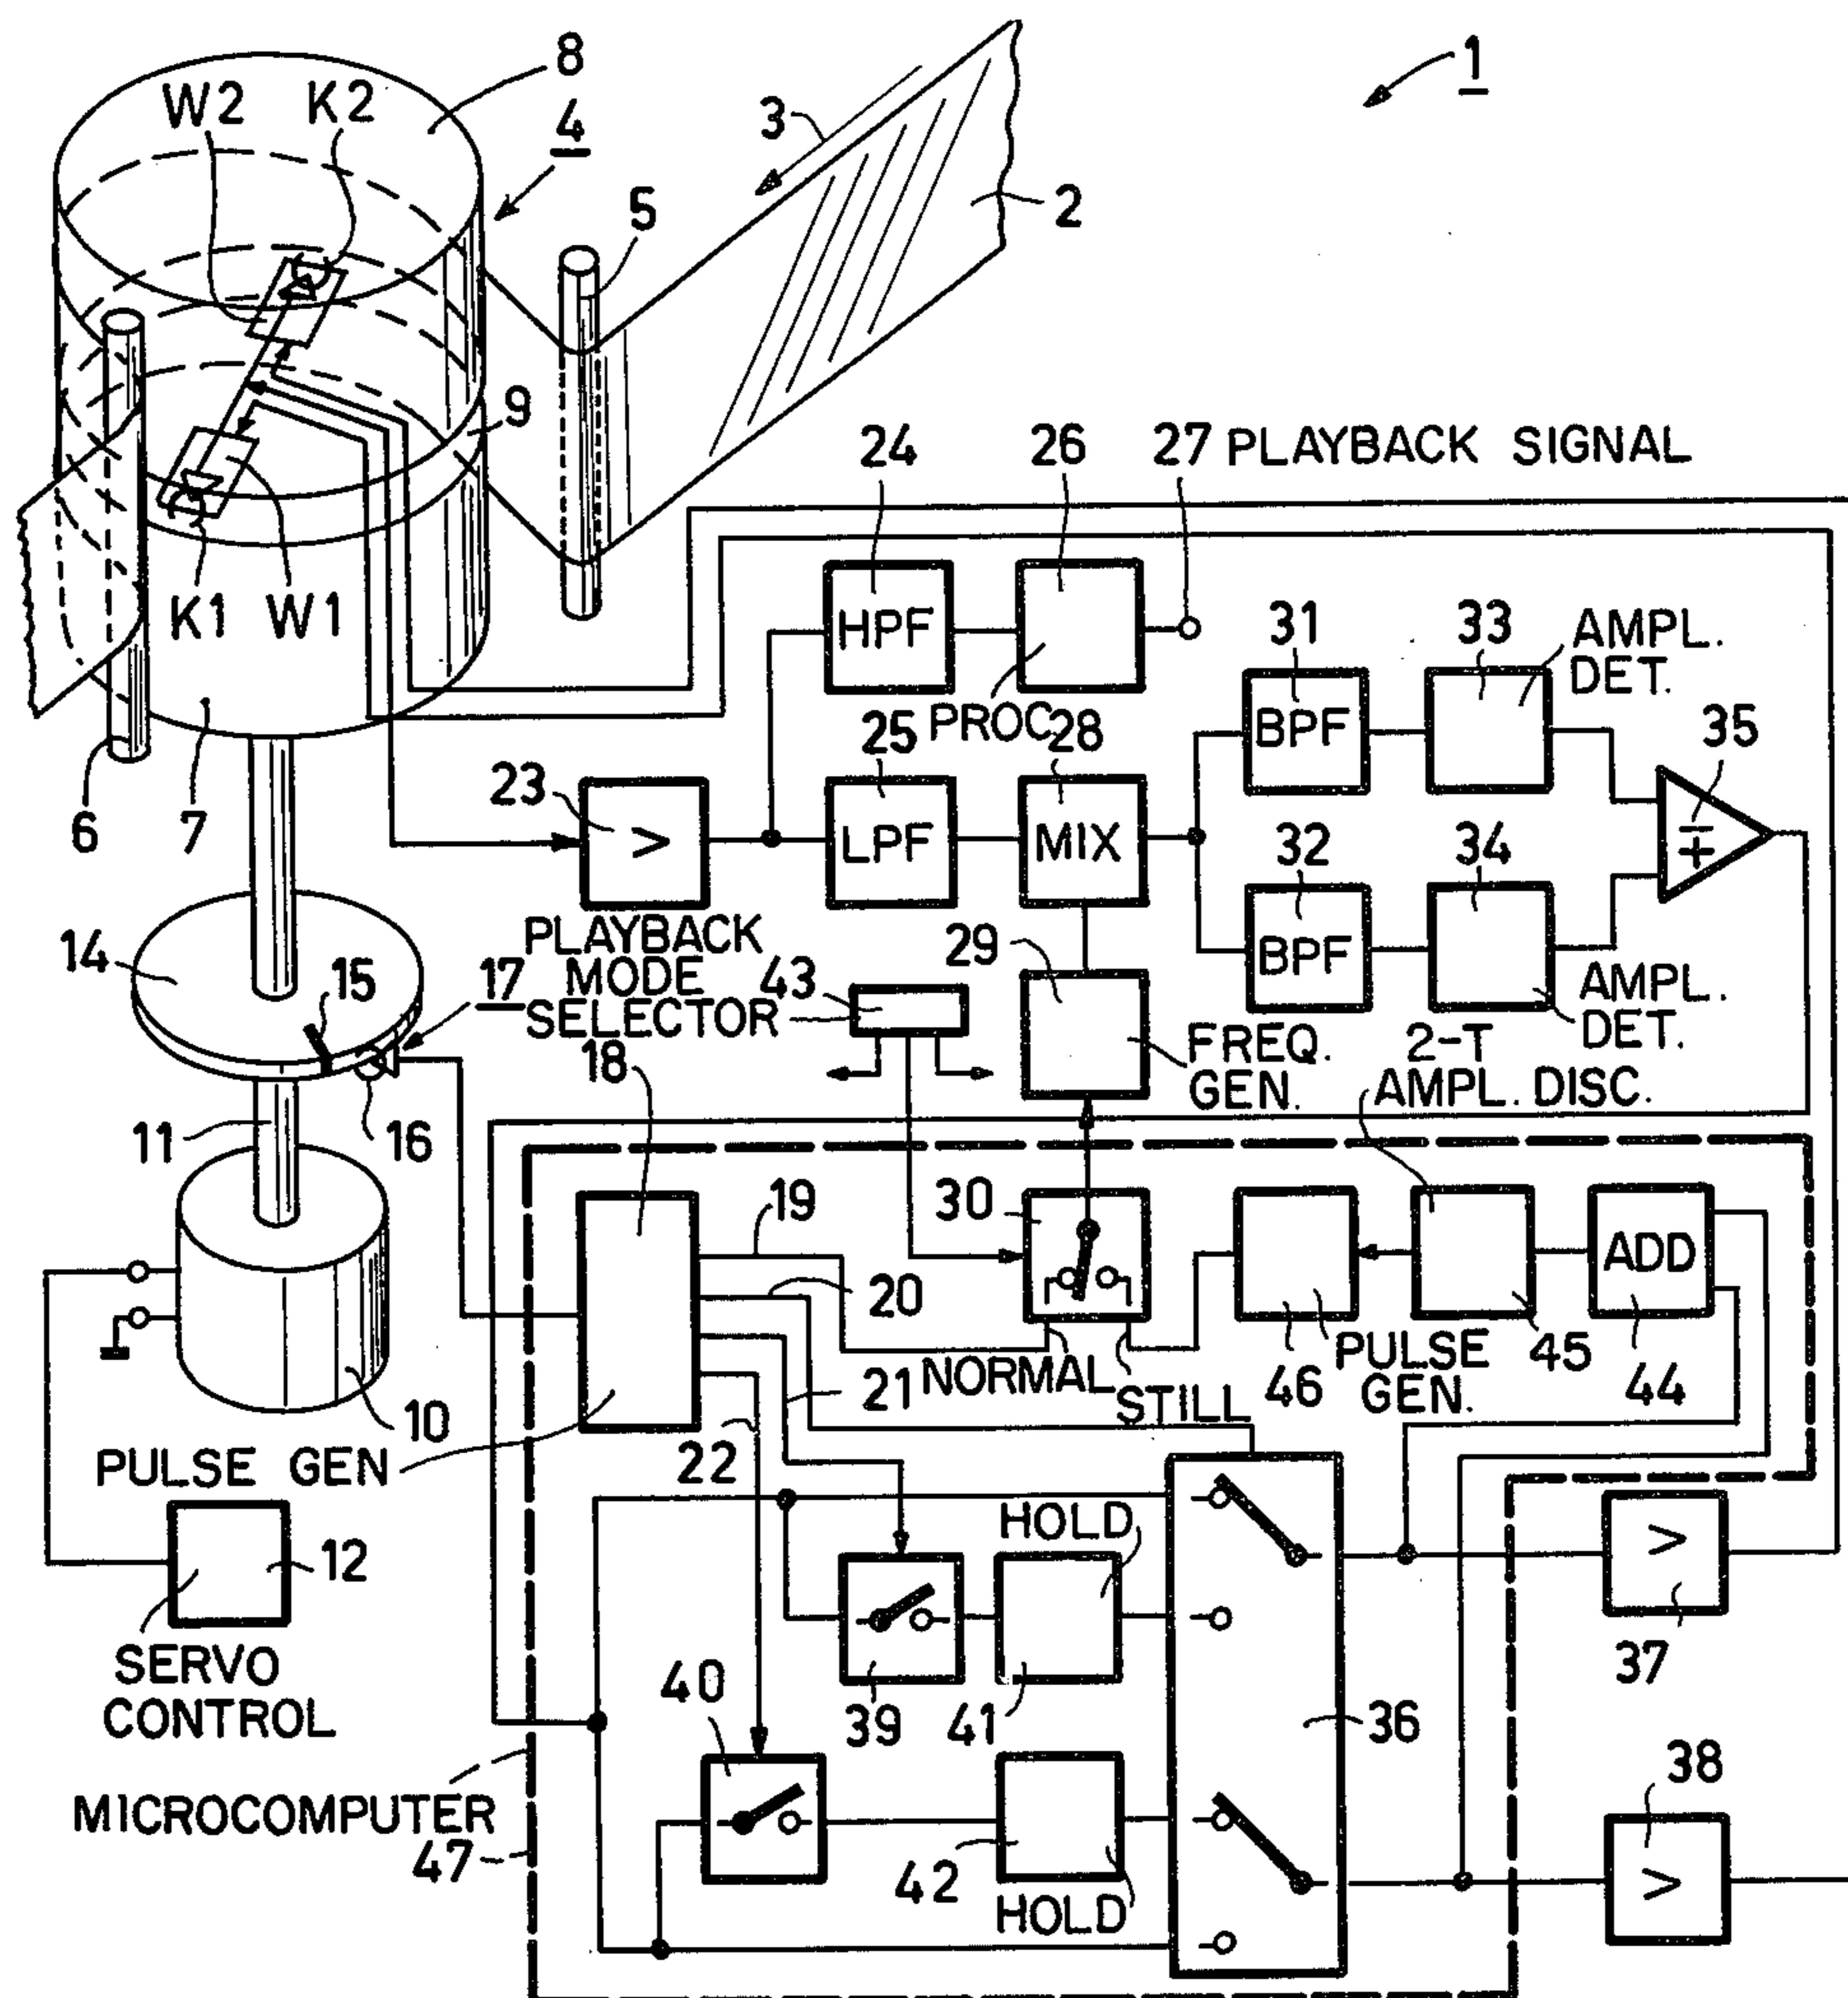 1
8
W2 K2
4
3
5
2
9
24 26 27 PLAYBACK SIGNAL
K1 W1
HPF
31 33 AMPL.
DET.
PROC.
BPF
35
6 7
23
25 28
>
LPF
MIX
32 34
−
+
14
15
17
PLAYBACK
MODE
SELECTOR
43
29
BPF
AMPL.
DET.
FREQ.
GEN.
2-T
AMPL. DISC.
18
11
16
19
30
ADD
20
NORMAL
STILL
46
PULSE
GEN.
45
44
21
10
22
PULSE GEN
12
SERVO
CONTROL
HOLD
>
37
39
41
36
40
MICROCOMPUTER
47
42
HOLD
38
>